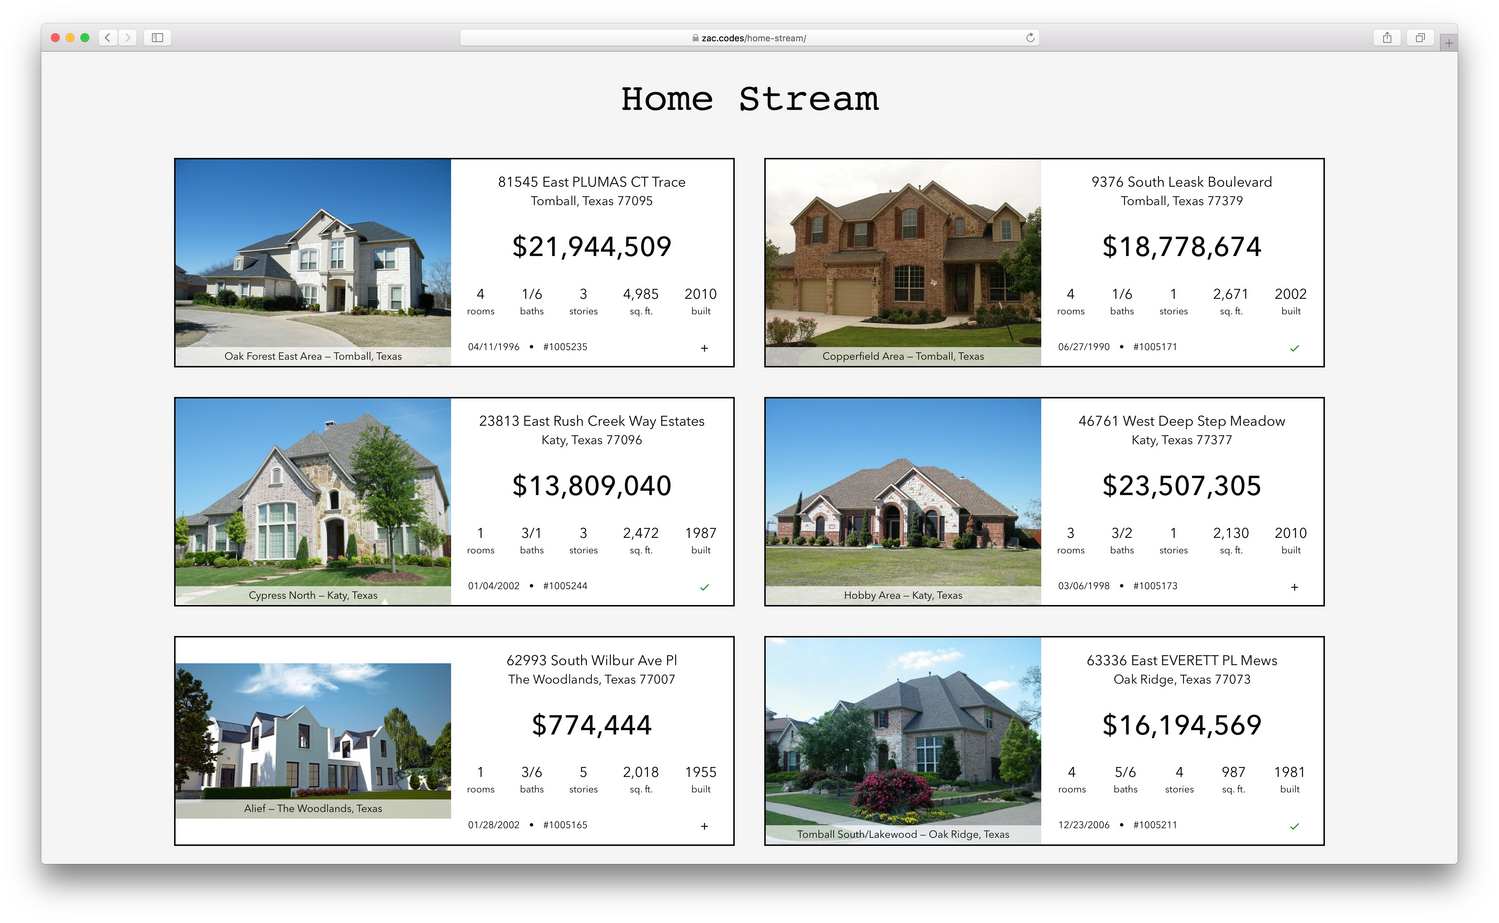 zac.codes/home-stream/
Home Stream
81545 East PLUMAS CT Trace
Tomball, Texas 77095
$21,944,509
4 1/6 3 4,985 2010
rooms baths stories sq. ft. built
04/11/1996 • #1005235 +
Oak Forest East Area – Tomball, Texas
9376 South Leask Boulevard
Tomball, Texas 77379
$18,778,674
4 1/6 1 2,671 2002
rooms baths stories sq. ft. built
06/27/1990 • #1005171
Copperfield Area – Tomball, Texas
23813 East Rush Creek Way Estates
Katy, Texas 77096
$13,809,040
1 3/1 3 2,472 1987
rooms baths stories sq. ft. built
01/04/2002 • #1005244
Cypress North – Katy, Texas
46761 West Deep Step Meadow
Katy, Texas 77377
$23,507,305
3 3/2 1 2,130 2010
rooms baths stories sq. ft. built
03/06/1998 • #1005173 +
Hobby Area – Katy, Texas
62993 South Wilbur Ave Pl
The Woodlands, Texas 77007
$774,444
1 3/6 5 2,018 1955
rooms baths stories sq. ft. built
01/28/2002 • #1005165 +
Alief – The Woodlands, Texas
63336 East EVERETT PL Mews
Oak Ridge, Texas 77073
$16,194,569
4 5/6 4 987 1981
rooms baths stories sq. ft. built
12/23/2006 • #1005211
Tomball South/Lakewood – Oak Ridge, Texas